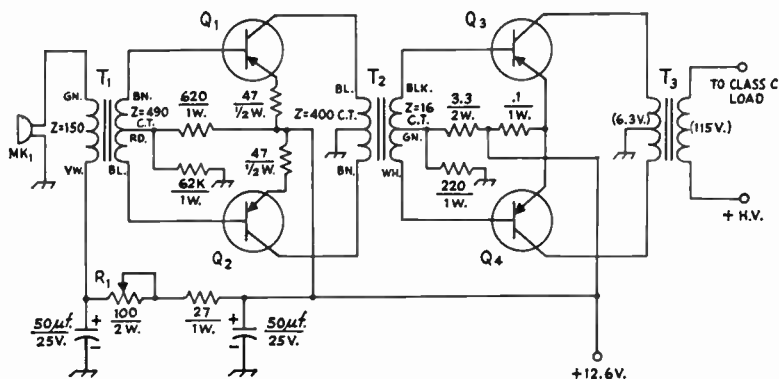 Q1
Q3
T1
T2
T3
GN.
BN.
620
1W.
47
½W.
BL.
BLK.
3.3
2W.
.1
1W.
TO CLASS C
LOAD
Z=150
Z=490
C.T.
RD.
Z=400 C.T.
Z=16
C.T.
GN.
(6.3V.)
(115V.)
MK1
VW.
BL.
62K
1W.
47
½W.
BN.
WH.
220
1W.
+ H.V.
Q2
Q4
R1
50µf.
25V.
+
-
100
2W.
27
1W.
+
-
50µf.
25V.
+12.6V.